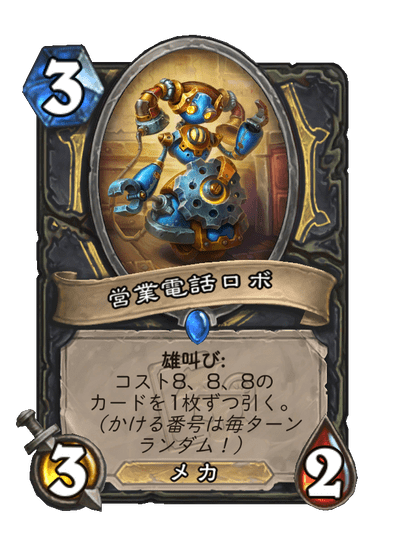 3
営業電話ロボ
雄叫び:
コスト8、8、8の
カードを1枚ずつ引く。
（かける番号は毎ターン
ランダム！）
3
メカ
2